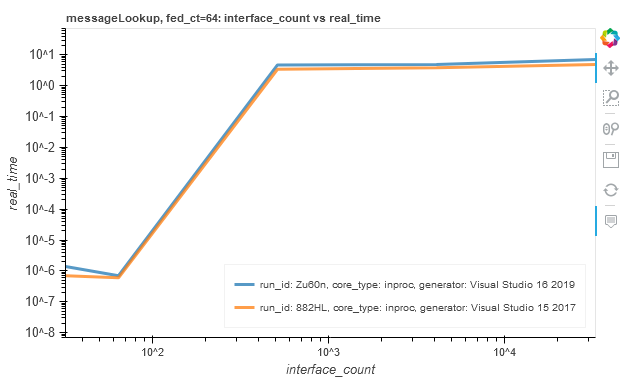 messageLookup, fed_ct=64: interface_count vs real_time
10^1
10^0
10^-1
10^-2
10^-3
10^-4
10^-5
10^-6
10^-7
10^-8
real_time
run_id: Zu60n, core_type: inproc, generator: Visual Studio 16 2019
run_id: 882HL, core_type: inproc, generator: Visual Studio 15 2017
10^2
10^3
10^4
interface_count